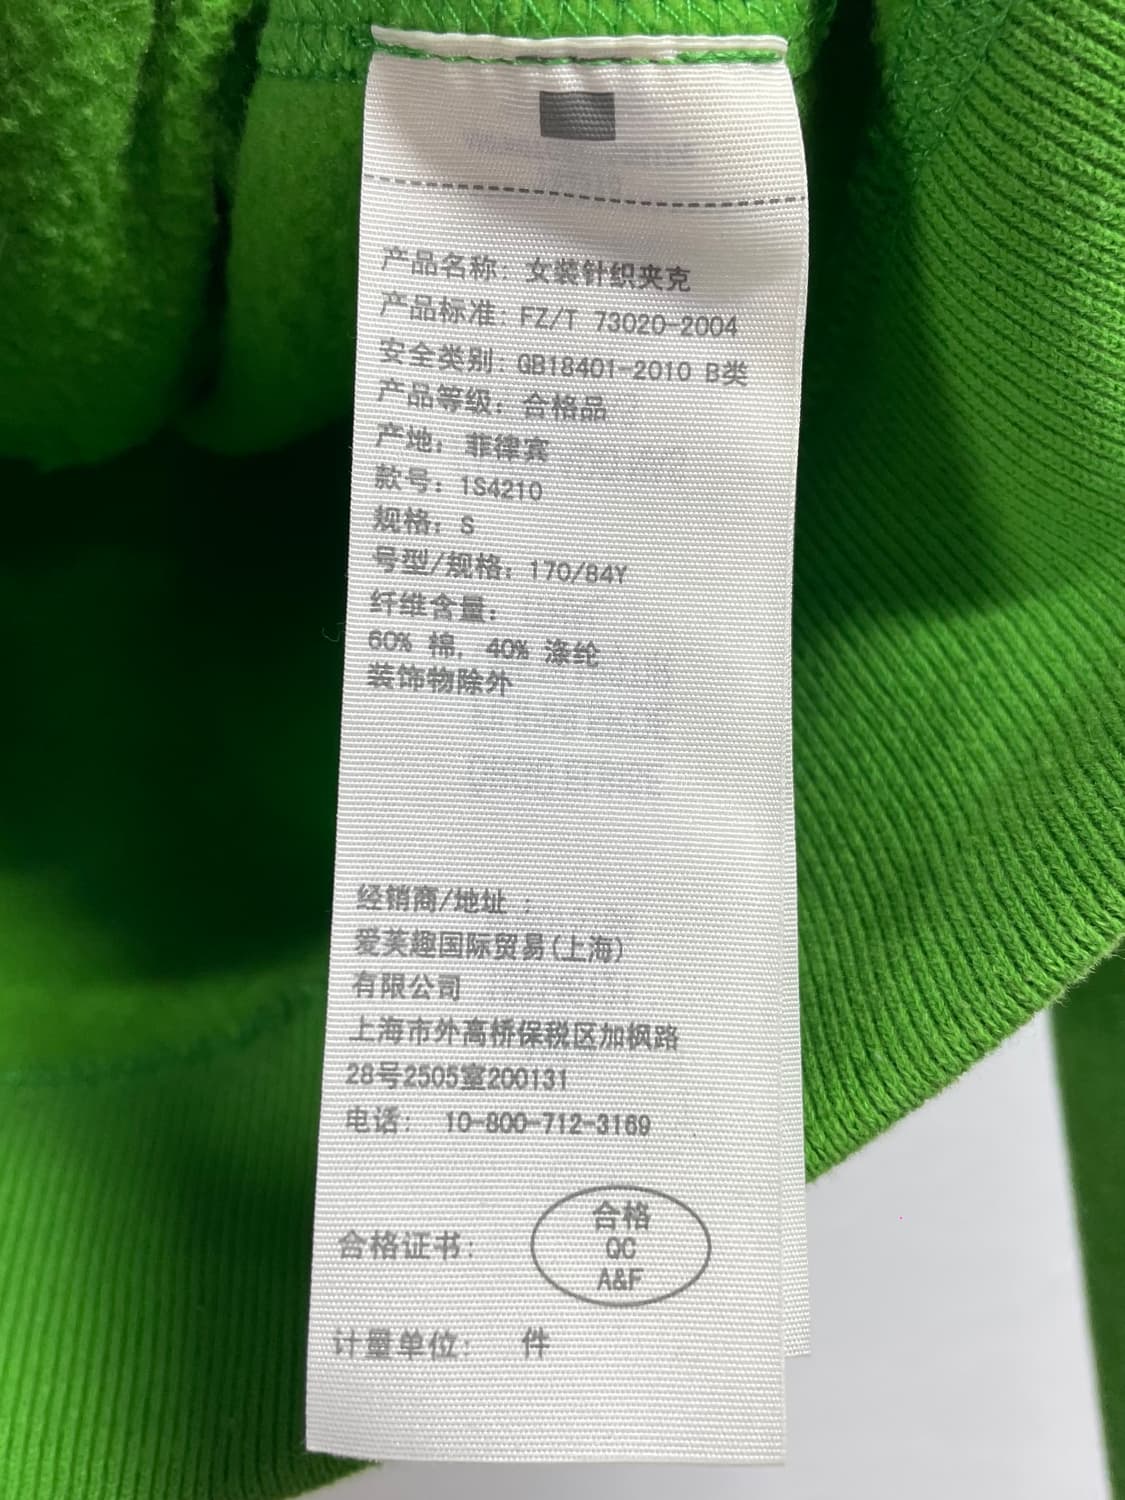 产品名称: 女装针织夹克
产品标准: FZ/T 73020-2004
安全类别: GB18401-2010 B类
产品等级: 合格品
产地: 菲律宾
款号: 1S4210
规格: S
号型/规格: 170/84Y
纤维含量:
60% 棉, 40% 涤纶
装饰物除外
经销商/地址 :
爱芙趣国际贸易(上海)
有限公司
上海市外高桥保税区加枫路
28号2505室200131
电话: 10-800-712-3169
合格证书:
合格
QC
A&F
计量单位: 件